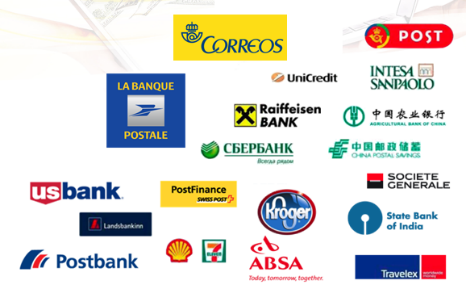 CORREOS
POST
UniCredit
INTESA
SANPAOLO
LA BANQUE
POSTALE
Raiffeisen
BANK
中国农业银行
AGRICULTURAL BANK OF CHINA
СБЕРБАНК
Всегда рядом
中国邮政储蓄
CHINA POSTAL SAVINGS
SOCIETE
GENERALE
usbank.
PostFinance
SWISS POST
Kröger
State Bank
of India
Landsbankinn
Postbank
7
ELEVEN
ABSA
Today, tomorrow, together.
Travelex